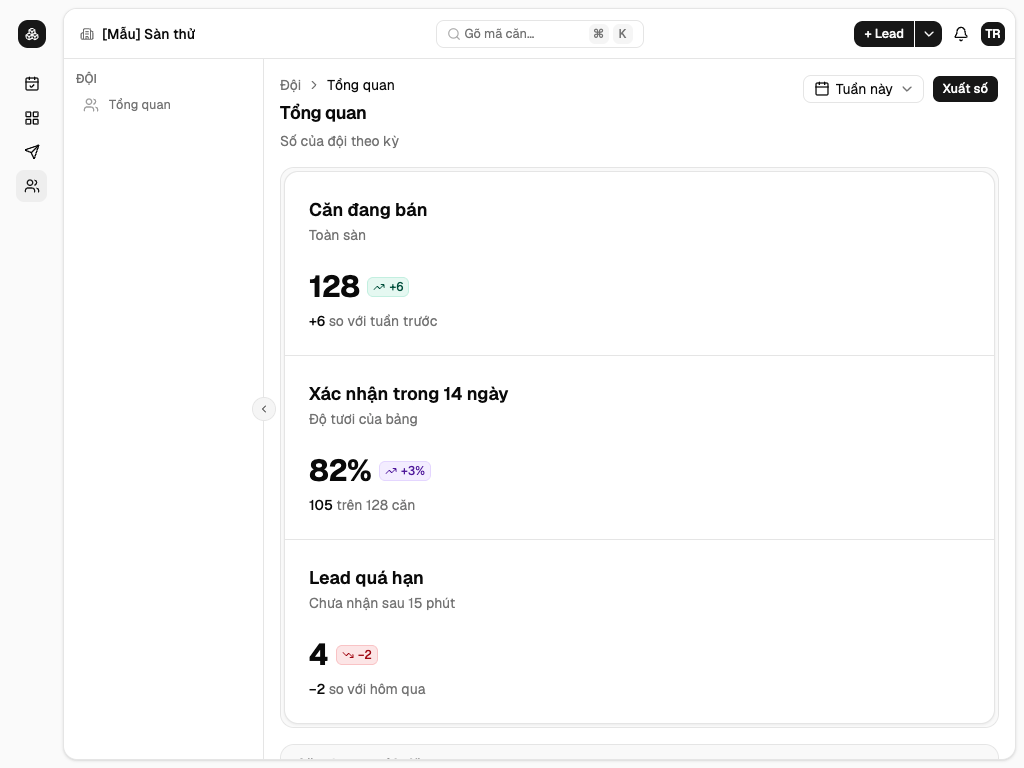 [Mẫu] Sàn thử
Gõ mã căn...
⌘ K
+ Lead
TR
ĐỘI
Tổng quan
Đội > Tổng quan
Tổng quan
Số của đội theo kỳ
Tuần này
Xuất số
Căn đang bán
Toàn sàn
128 +6
+6 so với tuần trước
Xác nhận trong 14 ngày
Độ tươi của bảng
82% +3%
105 trên 128 căn
Lead quá hạn
Chưa nhận sau 15 phút
4 −2
−2 so với hôm qua